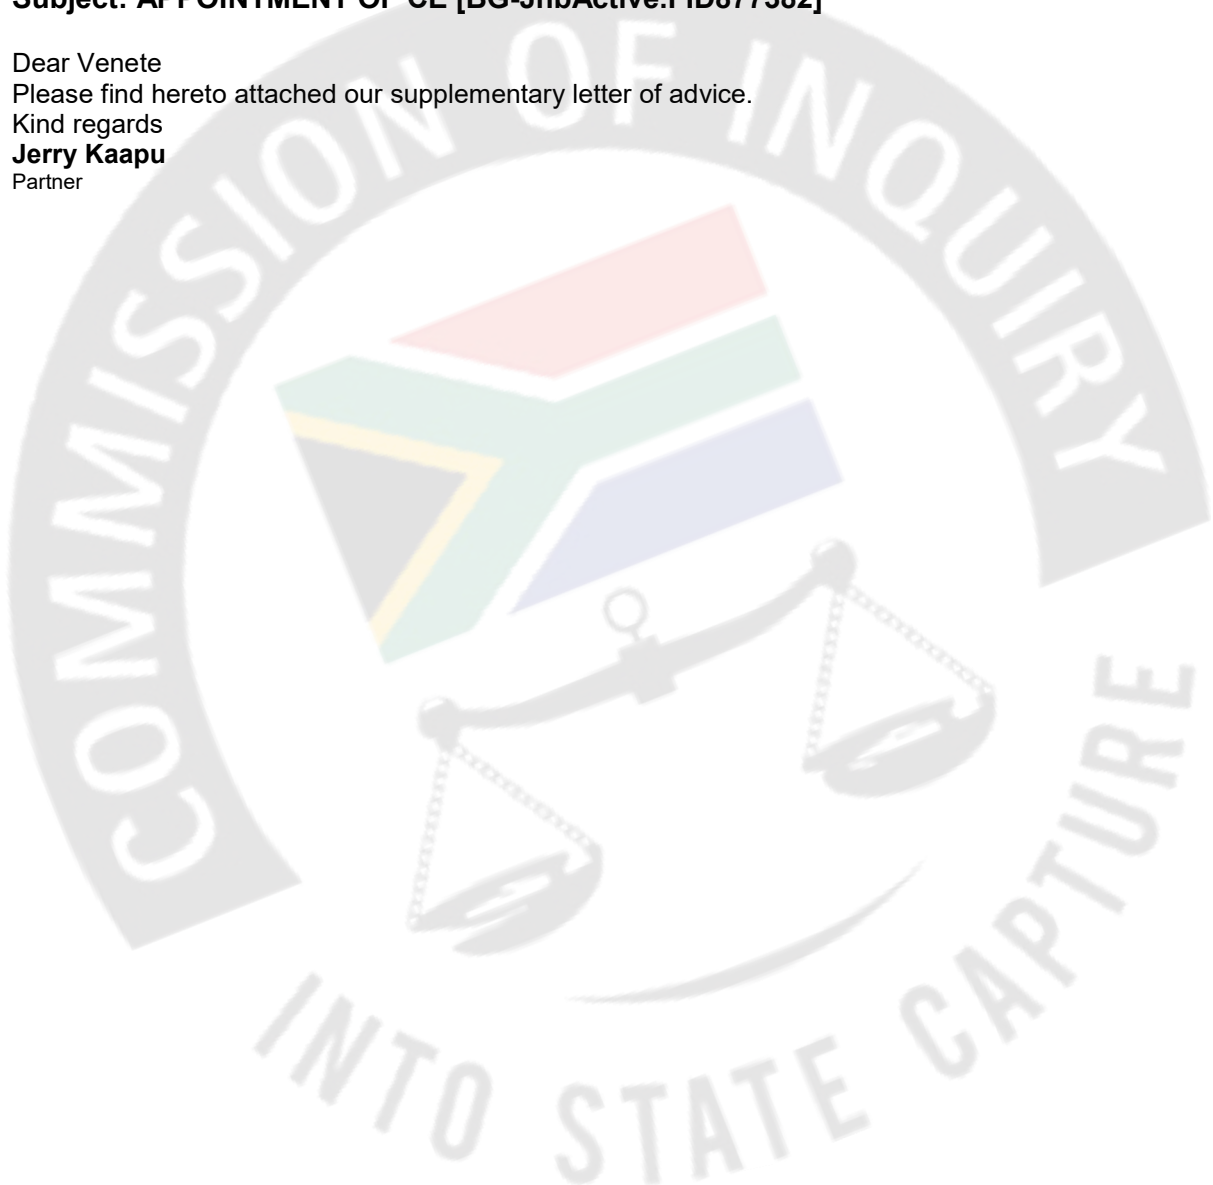 Subject: APPOINTMENT OF CE [BG-JhbActive.FID877382]
Dear Venete
Please find hereto attached our supplementary letter of advice.
Kind regards
Jerry Kaapu
Partner
COMMISSION OF INQUIRY
INTO STATE CAPTURE